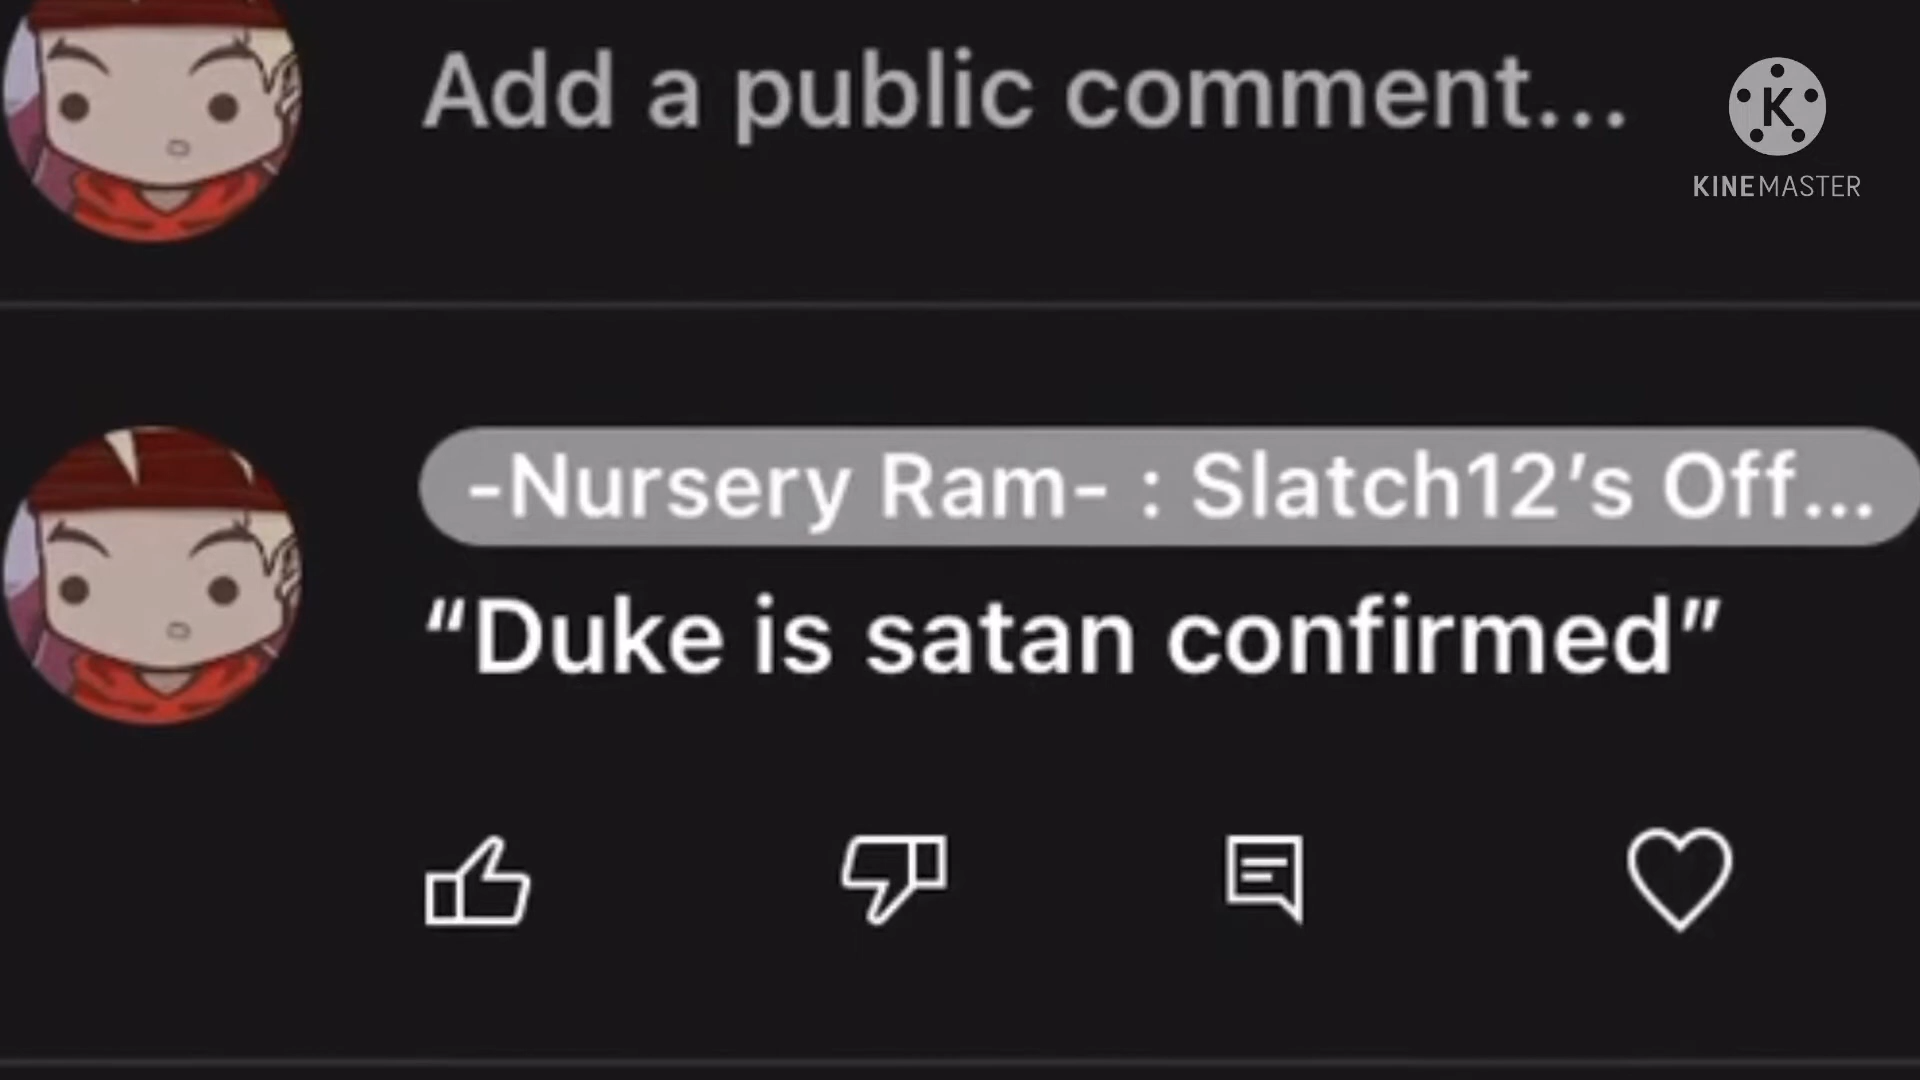 Add a public comment...
K
KINEMASTER
-Nursery Ram- : Slatch12’s Off...
“Duke is satan confirmed”